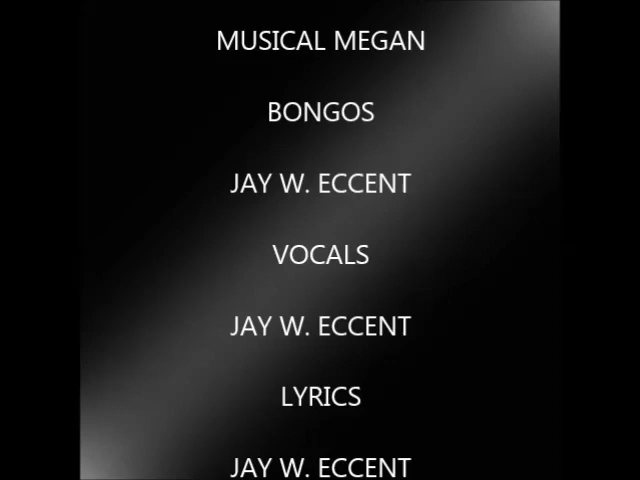 MUSICAL MEGAN
BONGOS
JAY W. ECCENT
VOCALS
JAY W. ECCENT
LYRICS
JAY W. ECCENT